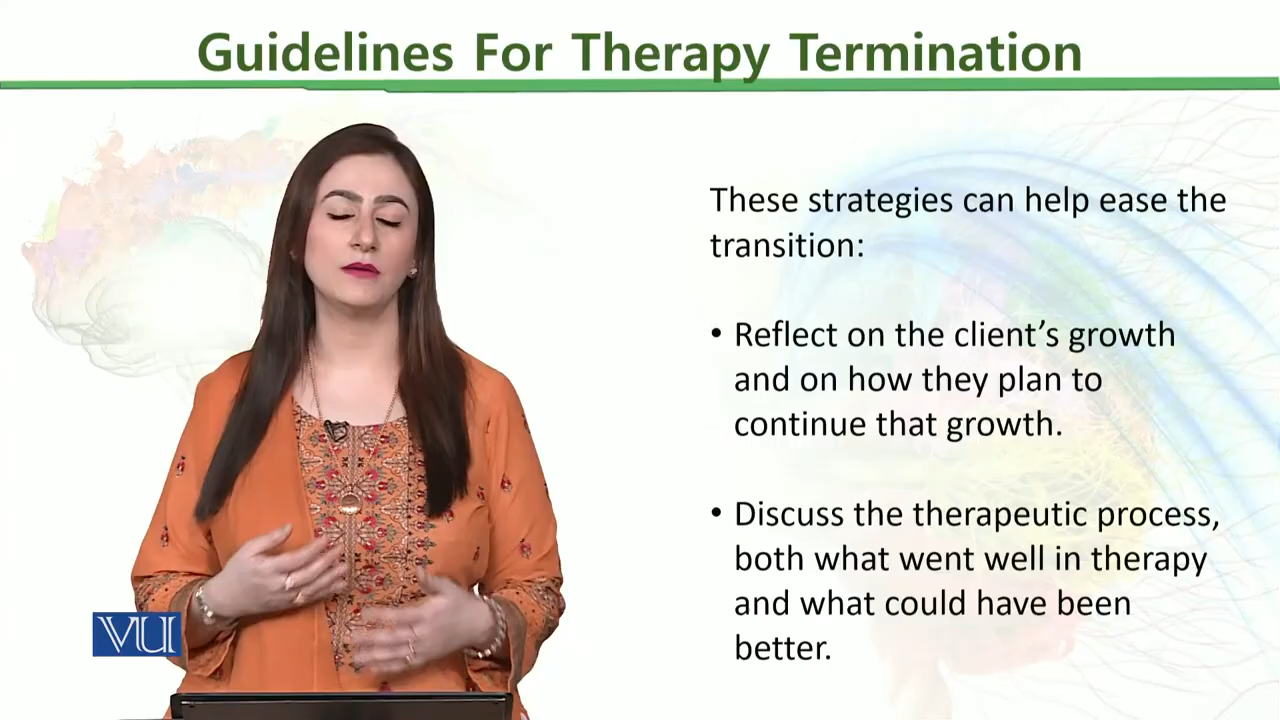 Guidelines For Therapy Termination
These strategies can help ease the
transition:
• Reflect on the client’s growth
and on how they plan to
continue that growth.
• Discuss the therapeutic process,
both what went well in therapy
and what could have been
better.
VU